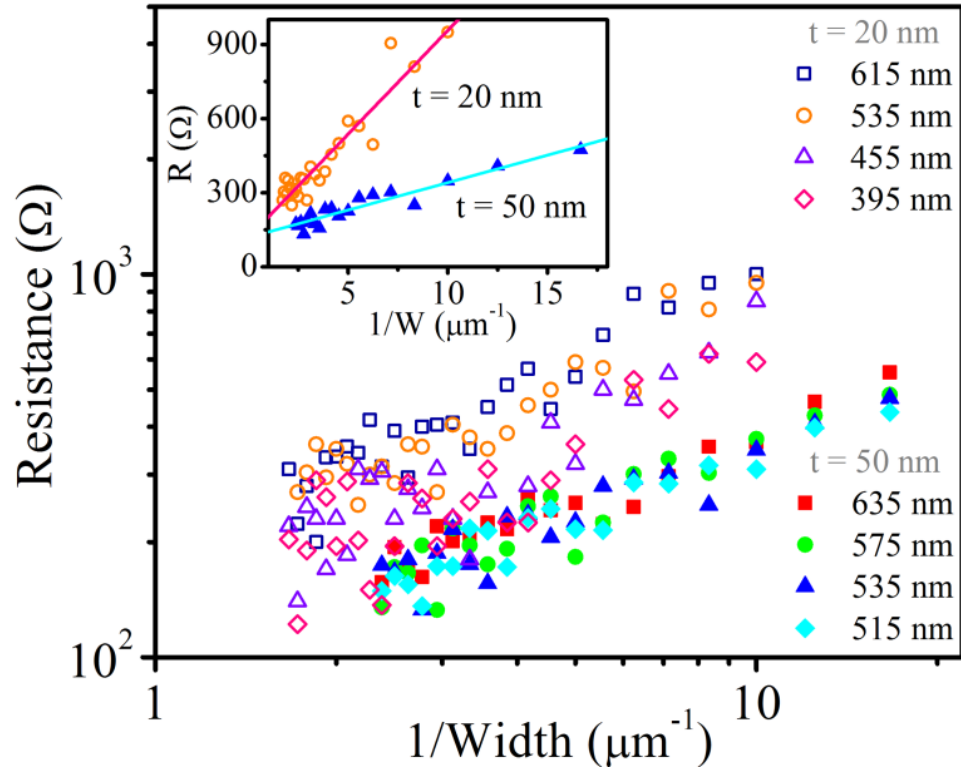 t = 20 nm
615 nm
535 nm
455 nm
395 nm
900
600
300
0
R (Ω)
t = 20 nm
t = 50 nm
5
10
15
1/W (μm⁻¹)
Resistance (Ω)
10³
10²
t = 50 nm
635 nm
575 nm
535 nm
515 nm
1
10
1/Width (μm⁻¹)